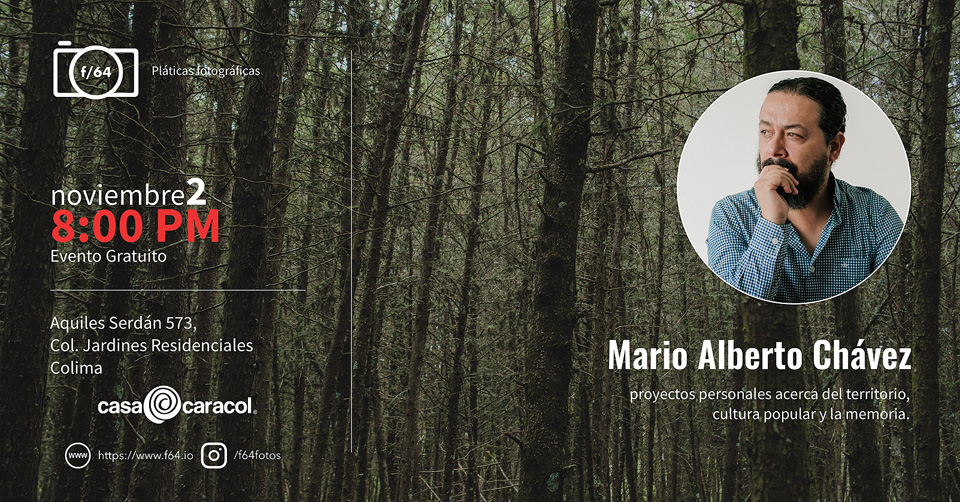 f/64
Pláticas fotográficas
noviembre2
8:00 PM
Evento Gratuito
Aquiles Serdán 573,
Col. Jardines Residenciales
Colima
casa caracol®
www https://www.f64.io /f64fotos
Mario Alberto Chávez
proyectos personales acerca del territorio,
cultura popular y la memoria.